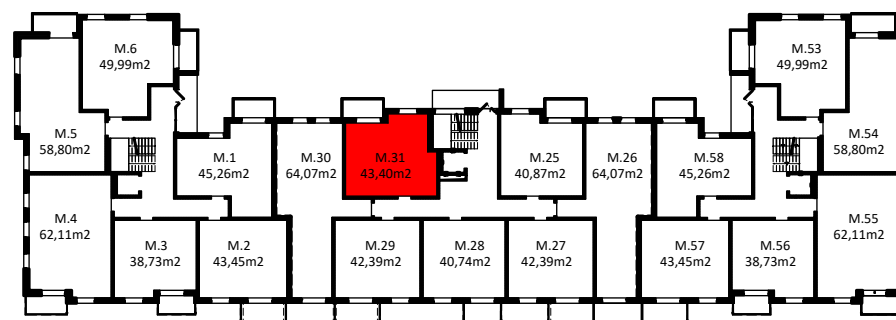 M.6
49,99m2
M.53
49,99m2
M.5
58,80m2
M.54
58,80m2
M.1
45,26m2
M.30
64,07m2
M.31
43,40m2
M.25
40,87m2
M.26
64,07m2
M.58
45,26m2
M.4
62,11m2
M.55
62,11m2
M.3
38,73m2
M.2
43,45m2
M.29
42,39m2
M.28
40,74m2
M.27
42,39m2
M.57
43,45m2
M.56
38,73m2